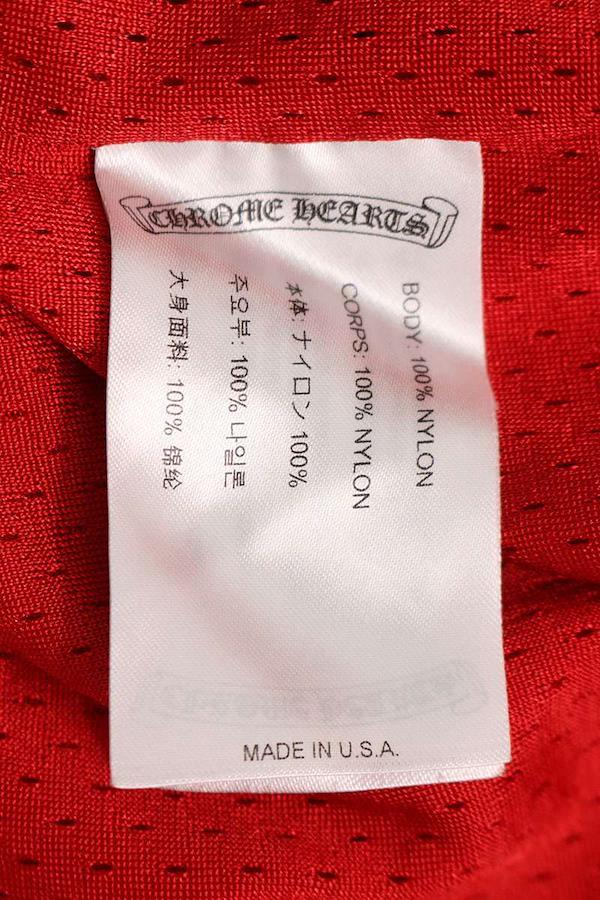 CHROME HEARTS
BODY: 100% NYLON
CORPS: 100% NYLON
本体: ナイロン 100%
주요부: 100% 나일론
大身面料: 100% 锦纶
MADE IN U.S.A.